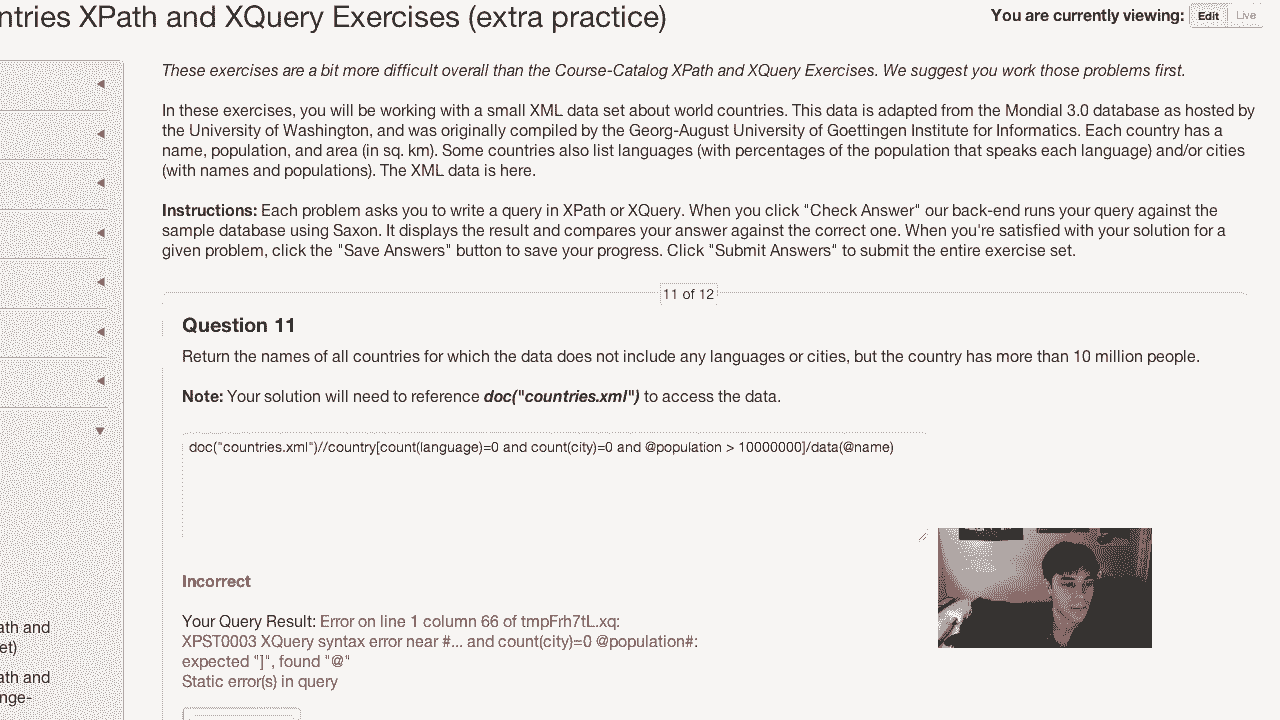 ntries XPath and XQuery Exercises (extra practice)
You are currently viewing: Edit Live
These exercises are a bit more difficult overall than the Course-Catalog XPath and XQuery Exercises. We suggest you work those problems first.
In these exercises, you will be working with a small XML data set about world countries. This data is adapted from the Mondial 3.0 database as hosted by
the University of Washington, and was originally compiled by the Georg-August University of Goettingen Institute for Informatics. Each country has a
name, population, and area (in sq. km). Some countries also list languages (with percentages of the population that speaks each language) and/or cities
(with names and populations). The XML data is here.
Instructions: Each problem asks you to write a query in XPath or XQuery. When you click "Check Answer" our back-end runs your query against the
sample database using Saxon. It displays the result and compares your answer against the correct one. When you're satisfied with your solution for a
given problem, click the "Save Answers" button to save your progress. Click "Submit Answers" to submit the entire exercise set.
11 of 12
Question 11
Return the names of all countries for which the data does not include any languages or cities, but the country has more than 10 million people.
Note: Your solution will need to reference doc("countries.xml") to access the data.
doc("countries.xml")//country[count(language)=0 and count(city)=0 and @population > 10000000]/data(@name)
Incorrect
Your Query Result: Error on line 1 column 66 of tmpFrh7tL.xq:
XPST0003 XQuery syntax error near #... and count(city)=0 @population#:
expected "]", found "@"
Static error(s) in query
ath and
et)
ath and
nge-